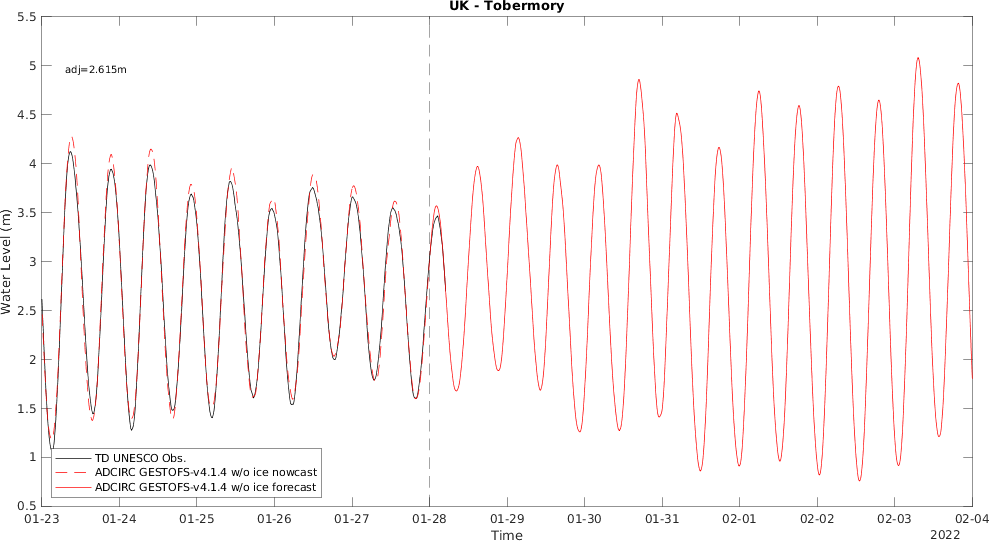 UK - Tobermory
5.5
5
4.5
4
3.5
3
2.5
2
1.5
1
0.5
Water Level (m)
adj=2.615m
TD UNESCO Obs.
ADCIRC GESTOFS-v4.1.4 w/o ice nowcast
ADCIRC GESTOFS-v4.1.4 w/o ice forecast
01-23 01-24 01-25 01-26 01-27 01-28 01-29 01-30 01-31 02-01 02-02 02-03 02-04
Time
2022